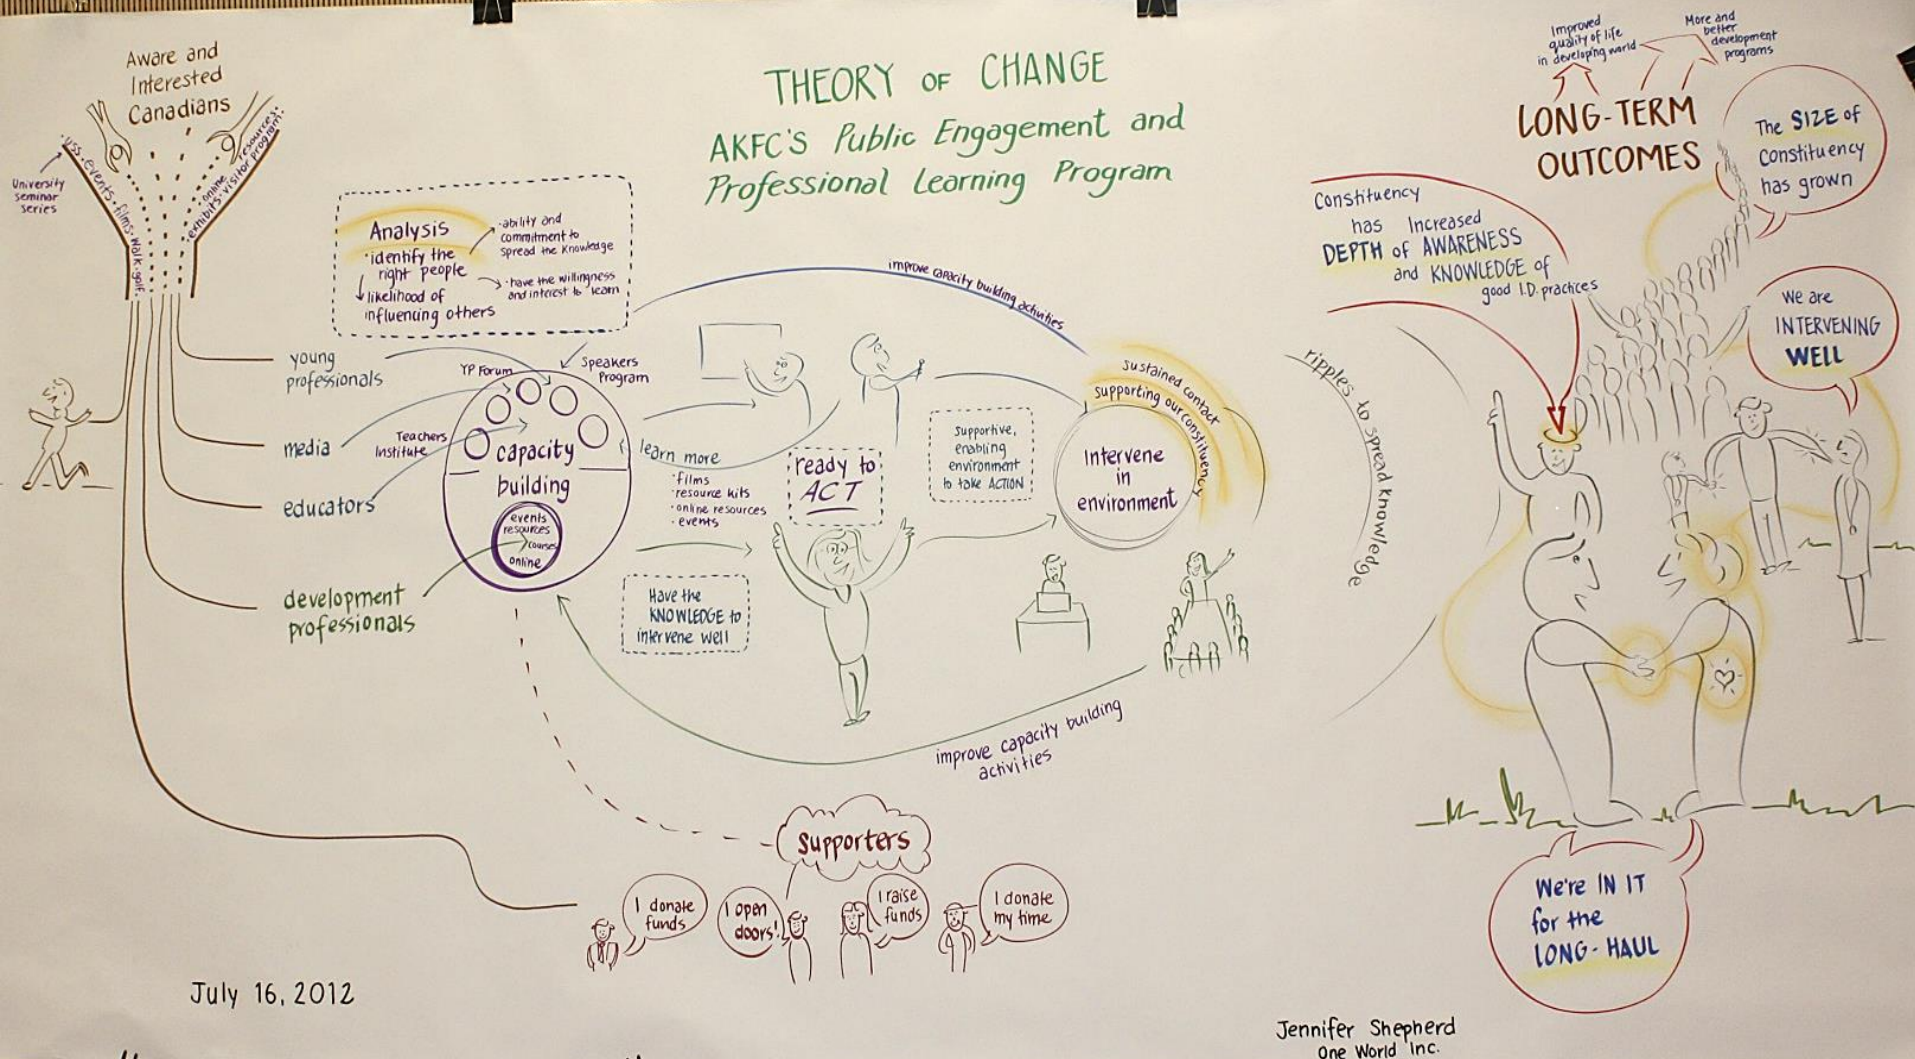 THEORY OF CHANGE
AKFC'S Public Engagement and
Professional Learning Program
Aware and
Interested
Canadians
University
seminar
series
• USS • events • films • walk • golf •
• online
resources •
• exhibits • visitor program •
Analysis
• identify the
right people
likelihood of
influencing others
• ability and
commitment to
spread the knowledge
• have the willingness
and interest to learn
young
professionals
media
educators
development
professionals
YP Forum
Speakers
Program
Teachers
Institute
capacity
building
events
resources
courses
online
improve capacity building activities
learn more
• films
• resource kits
• online resources
• events
ready to
ACT
Have the
KNOWLEDGE to
intervene well
Supportive,
enabling
environment
to take ACTION
sustained contact
supporting our constituency
Intervene
in
environment
improve capacity building
activities
ripples to spread knowledge
Supporters
I donate
funds
I open
doors!
I raise
funds
I donate
my time
Improved
quality of life
in developing world
More and
better
development
programs
LONG-TERM
OUTCOMES
The SIZE of
Constituency
has grown
Constituency
has Increased
DEPTH of AWARENESS
and KNOWLEDGE of
good I.D. practices
We are
INTERVENING
WELL
We're IN IT
for the
LONG-HAUL
July 16, 2012
Jennifer Shepherd
One World Inc.